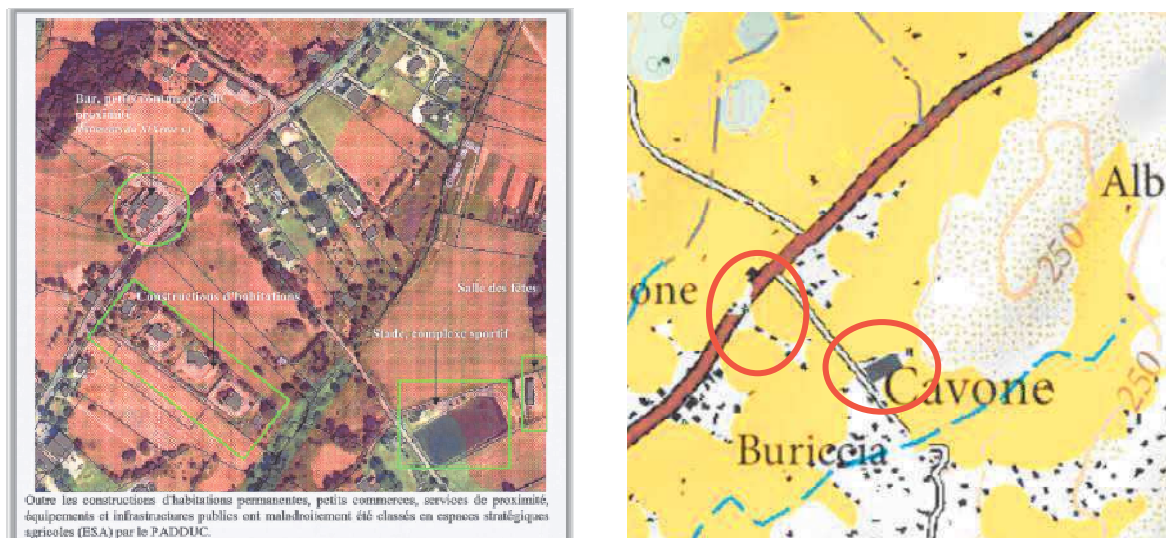 Bar, petits commerces de
proximité
Constructions d'habitations
Salle des fêtes
Stade, complexe sportif
Outre les constructions d'habitations permanentes, petits commerces, services de proximité,
équipements et infrastructures publics ont maladroitement été classés en espaces stratégiques
agricoles (ESA) par le PADDUC.
Alb
250
one
Cavone
250
Buriccia